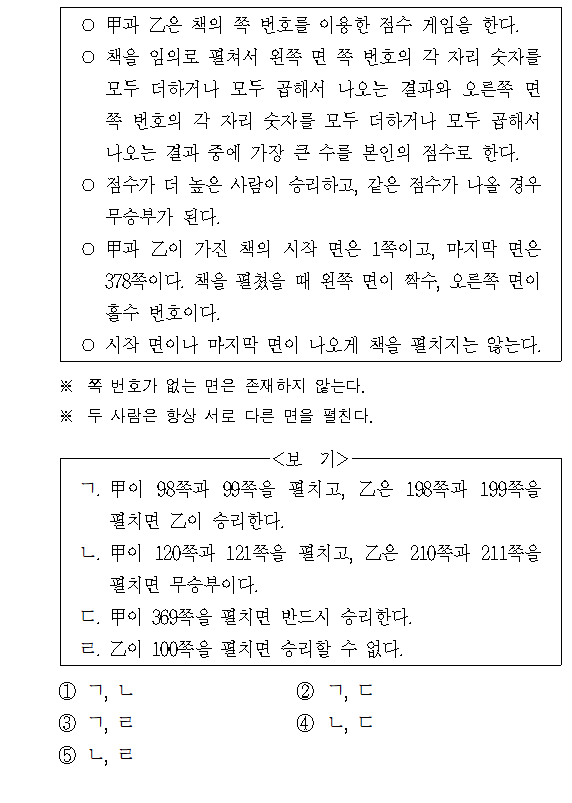 ○ 甲과 乙은 책의 쪽 번호를 이용한 점수 게임을 한다.
○ 책을 임의로 펼쳐서 왼쪽 면 쪽 번호의 각 자리 숫자를
모두 더하거나 모두 곱해서 나오는 결과와 오른쪽 면
쪽 번호의 각 자리 숫자를 모두 더하거나 모두 곱해서
나오는 결과 중에 가장 큰 수를 본인의 점수로 한다.
○ 점수가 더 높은 사람이 승리하고, 같은 점수가 나올 경우
무승부가 된다.
○ 甲과 乙이 가진 책의 시작 면은 1쪽이고, 마지막 면은
378쪽이다. 책을 펼쳤을 때 왼쪽 면이 짝수, 오른쪽 면이
홀수 번호이다.
○ 시작 면이나 마지막 면이 나오게 책을 펼치지는 않는다.
※ 쪽 번호가 없는 면은 존재하지 않는다.
※ 두 사람은 항상 서로 다른 면을 펼친다.
<보 기>
ㄱ. 甲이 98쪽과 99쪽을 펼치고, 乙은 198쪽과 199쪽을
펼치면 乙이 승리한다.
ㄴ. 甲이 120쪽과 121쪽을 펼치고, 乙은 210쪽과 211쪽을
펼치면 무승부이다.
ㄷ. 甲이 369쪽을 펼치면 반드시 승리한다.
ㄹ. 乙이 100쪽을 펼치면 승리할 수 없다.
① ㄱ, ㄴ ② ㄱ, ㄷ
③ ㄱ, ㄹ ④ ㄴ, ㄷ
⑤ ㄴ, ㄹ